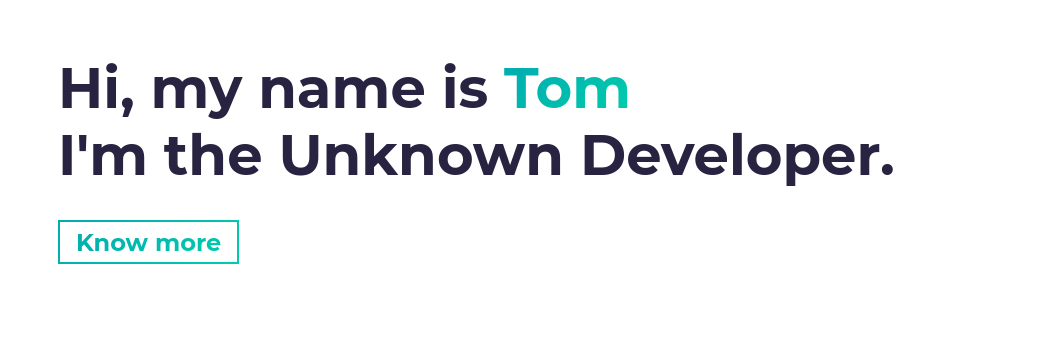 Hi, my name is Tom
I'm the Unknown Developer.
Know more